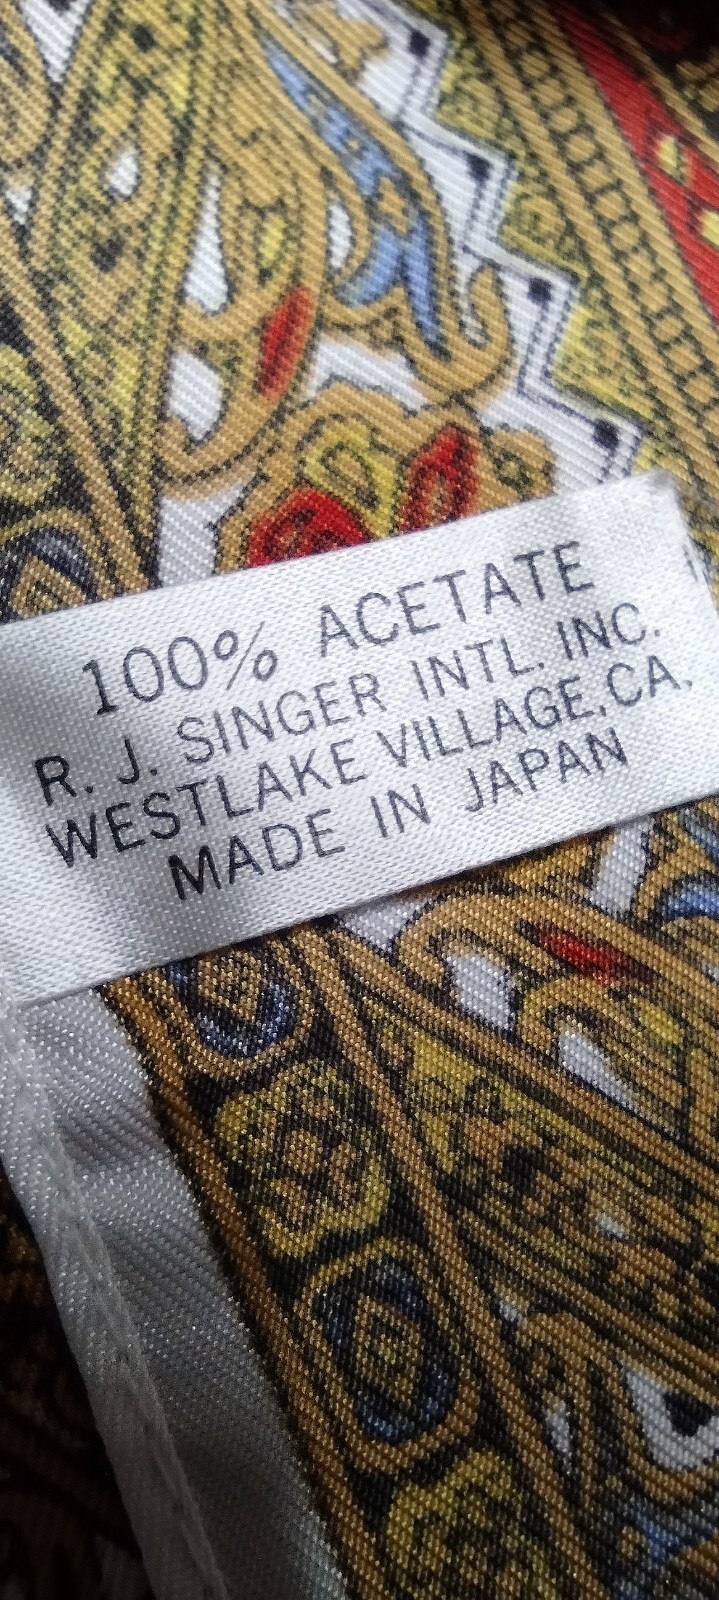 100% ACETATE
R. J. SINGER INTL. INC.
WESTLAKE VILLAGE, CA.
MADE IN JAPAN